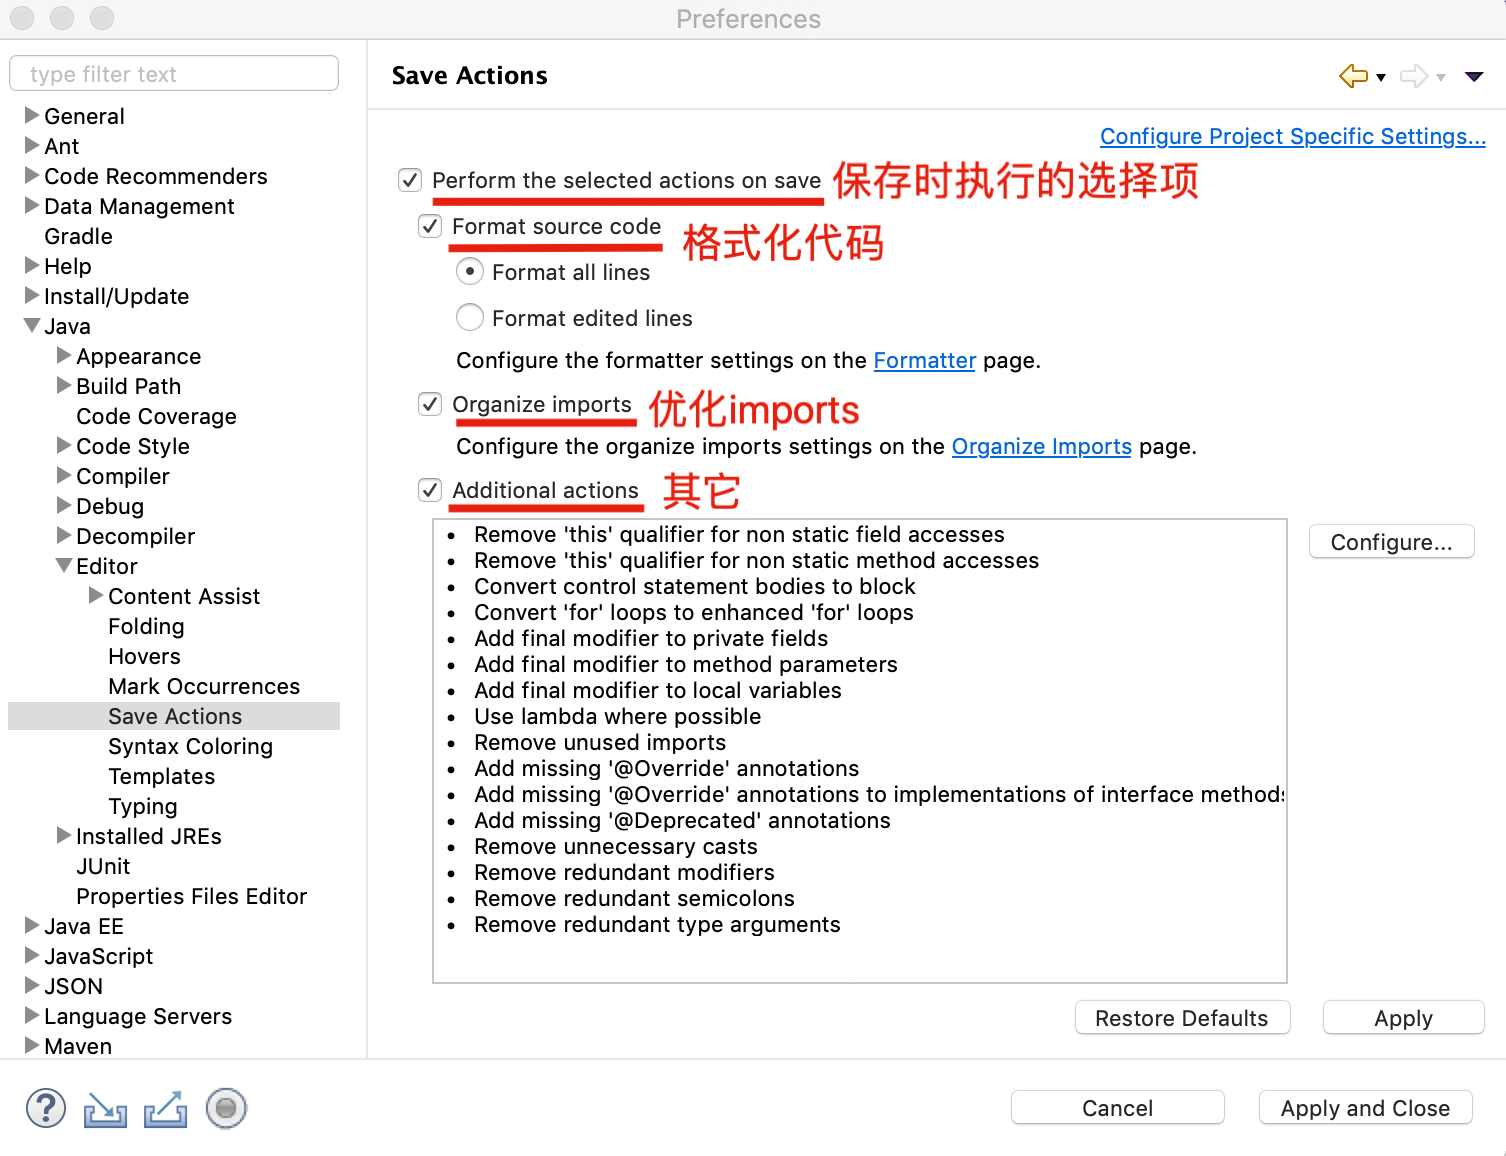 Preferences
type filter text
General
Ant
Code Recommenders
Data Management
Gradle
Help
Install/Update
Java
Appearance
Build Path
Code Coverage
Code Style
Compiler
Debug
Decompiler
Editor
Content Assist
Folding
Hovers
Mark Occurrences
Save Actions
Syntax Coloring
Templates
Typing
Installed JREs
JUnit
Properties Files Editor
Java EE
JavaScript
JSON
Language Servers
Maven
Save Actions
Configure Project Specific Settings...
Perform the selected actions on save 保存时执行的选择项
Format source code 格式化代码
Format all lines
Format edited lines
Configure the formatter settings on the Formatter page.
Organize imports 优化imports
Configure the organize imports settings on the Organize Imports page.
Additional actions 其它
• Remove 'this' qualifier for non static field accesses
• Remove 'this' qualifier for non static method accesses
• Convert control statement bodies to block
• Convert 'for' loops to enhanced 'for' loops
• Add final modifier to private fields
• Add final modifier to method parameters
• Add final modifier to local variables
• Use lambda where possible
• Remove unused imports
• Add missing '@Override' annotations
• Add missing '@Override' annotations to implementations of interface methods
• Add missing '@Deprecated' annotations
• Remove unnecessary casts
• Remove redundant modifiers
• Remove redundant semicolons
• Remove redundant type arguments
Configure...
Restore Defaults
Apply
?
Cancel
Apply and Close